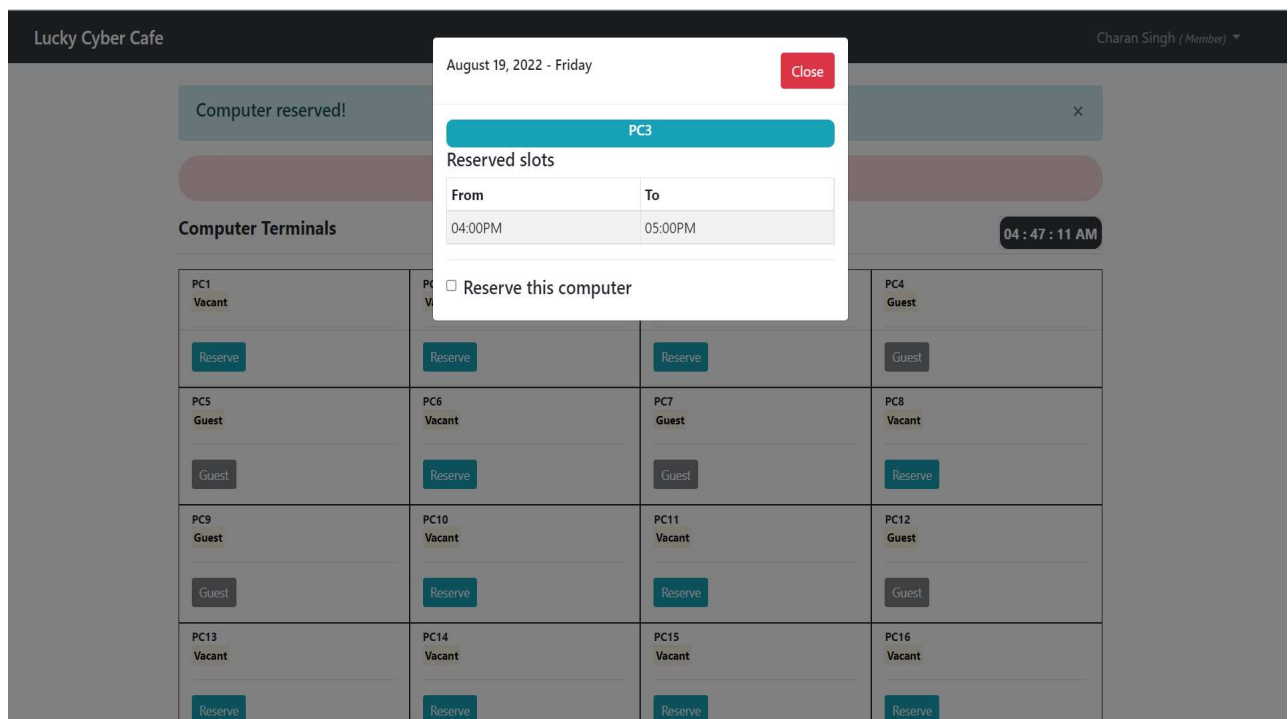 Lucky Cyber Cafe
Charan Singh (Member)
August 19, 2022 - Friday
Close
Computer reserved!
×
PC3
Reserved slots
From To
04:00PM 05:00PM
Computer Terminals
04 : 47 : 11 AM
Reserve this computer
PC1 PC4
Vacant Guest
Reserve Reserve Reserve Guest
PC5 PC6 PC7 PC8
Guest Vacant Guest Vacant
Guest Reserve Guest Reserve
PC9 PC10 PC11 PC12
Guest Vacant Vacant Guest
Guest Reserve Reserve Guest
PC13 PC14 PC15 PC16
Vacant Vacant Vacant Vacant
Reserve Reserve Reserve Reserve